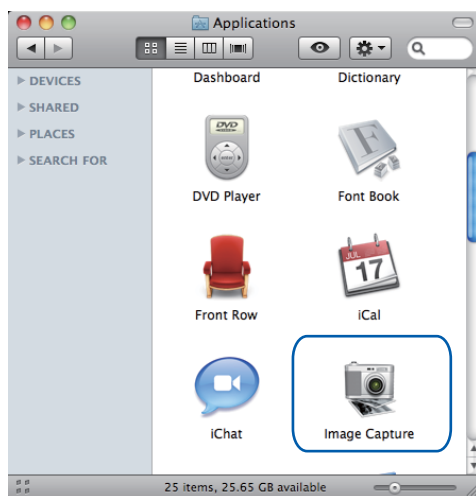 Applications
DEVICES
SHARED
PLACES
SEARCH FOR
Dashboard Dictionary
DVD
DVD Player Font Book
Front Row iCal
JUL
17
iChat Image Capture
25 items, 25.65 GB available